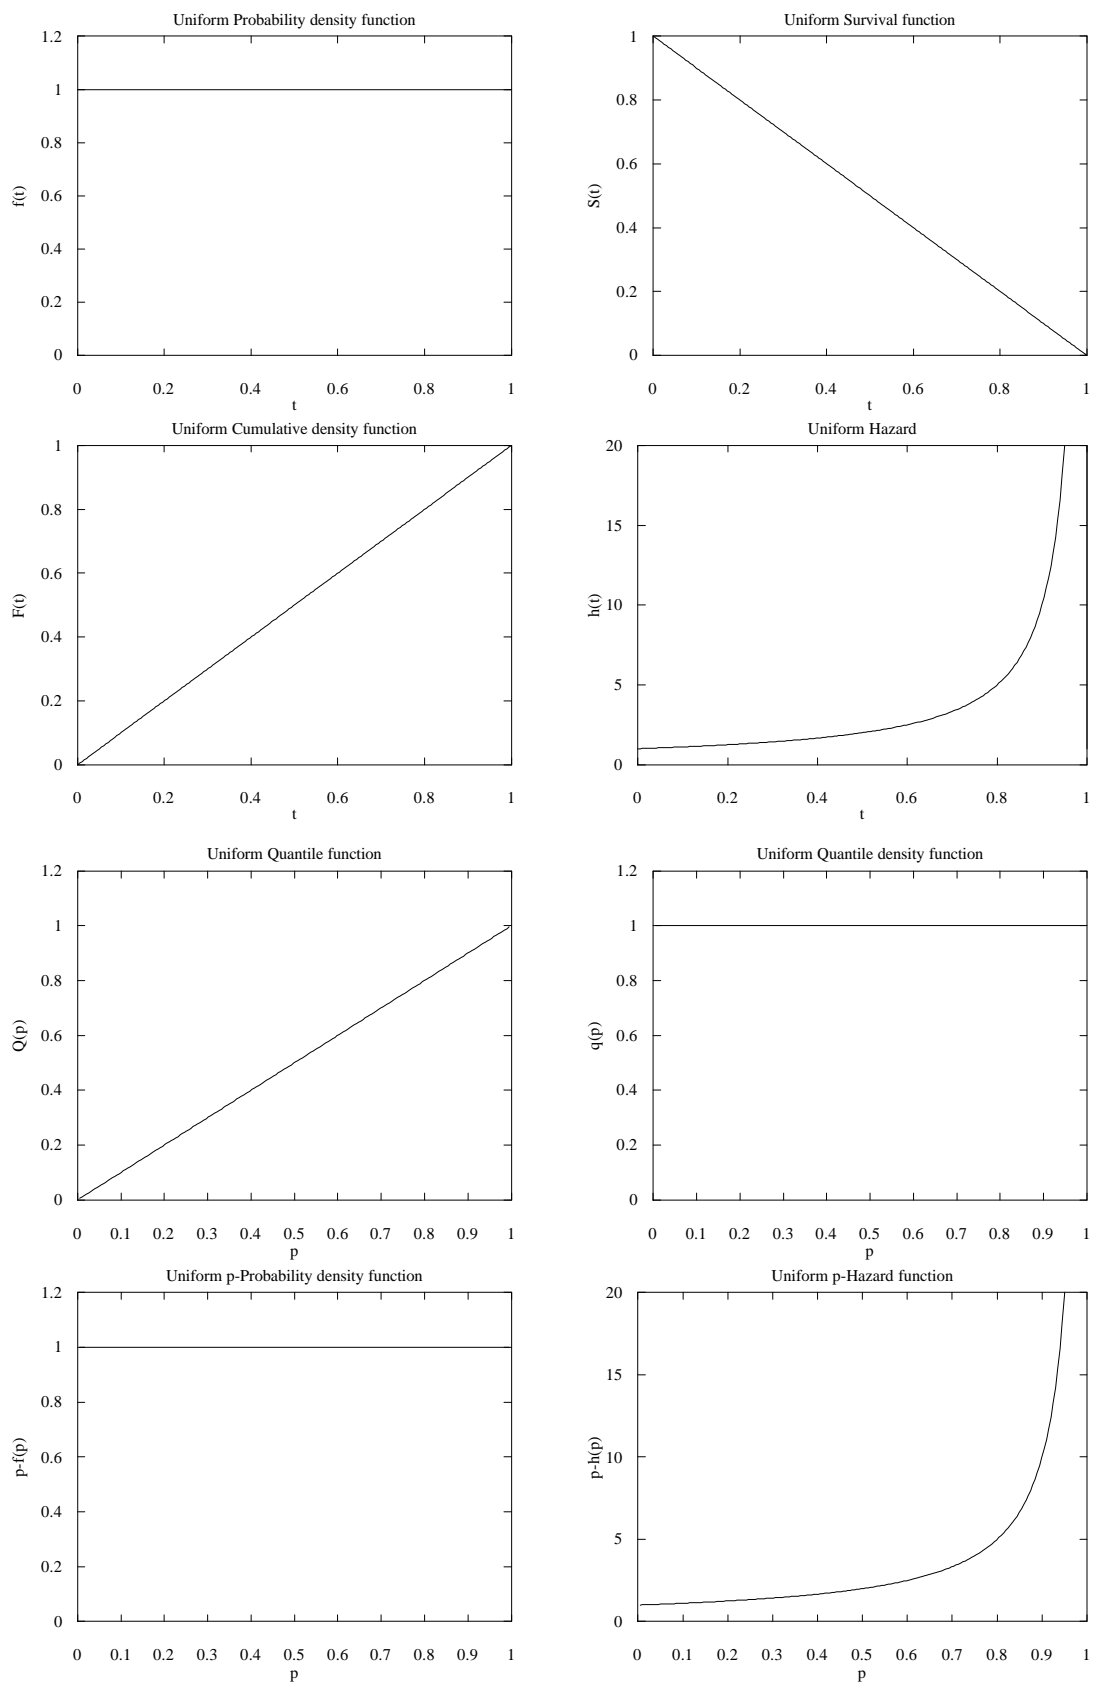 Uniform Probability density function
1.2
1
0.8
0.6
0.4
0.2
0
f(t)
0 0.2 0.4 0.6 0.8 1
t
Uniform Survival function
1
0.8
0.6
0.4
0.2
0
S(t)
0 0.2 0.4 0.6 0.8 1
t
Uniform Cumulative density function
1
0.8
0.6
0.4
0.2
0
F(t)
0 0.2 0.4 0.6 0.8 1
t
Uniform Hazard
20
15
10
5
0
h(t)
0 0.2 0.4 0.6 0.8 1
t
Uniform Quantile function
1.2
1
0.8
0.6
0.4
0.2
0
Q(p)
0 0.1 0.2 0.3 0.4 0.5 0.6 0.7 0.8 0.9 1
p
Uniform Quantile density function
1.2
1
0.8
0.6
0.4
0.2
0
q(p)
0 0.1 0.2 0.3 0.4 0.5 0.6 0.7 0.8 0.9 1
p
Uniform p-Probability density function
1.2
1
0.8
0.6
0.4
0.2
0
p-f(p)
0 0.1 0.2 0.3 0.4 0.5 0.6 0.7 0.8 0.9 1
p
Uniform p-Hazard function
20
15
10
5
0
p-h(p)
0 0.1 0.2 0.3 0.4 0.5 0.6 0.7 0.8 0.9 1
p